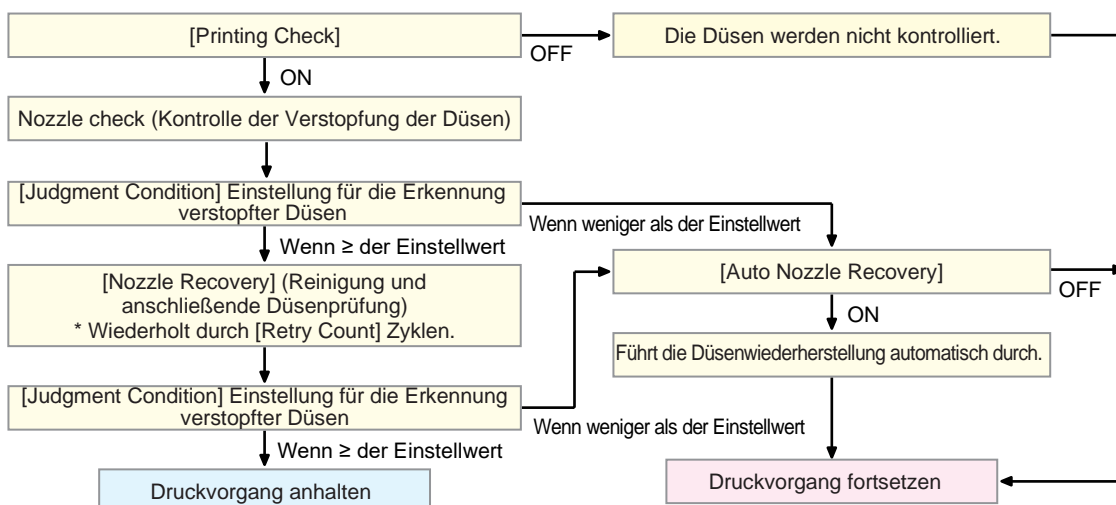 [Printing Check]
OFF
Die Düsen werden nicht kontrolliert.
ON
Nozzle check (Kontrolle der Verstopfung der Düsen)
[Judgment Condition] Einstellung für die Erkennung
verstopfter Düsen
Wenn weniger als der Einstellwert
Wenn ≥ der Einstellwert
[Nozzle Recovery] (Reinigung und
anschließende Düsenprüfung)
* Wiederholt durch [Retry Count] Zyklen.
[Auto Nozzle Recovery]
OFF
ON
Führt die Düsenwiederherstellung automatisch durch.
[Judgment Condition] Einstellung für die Erkennung
verstopfter Düsen
Wenn weniger als der Einstellwert
Wenn ≥ der Einstellwert
Druckvorgang anhalten
Druckvorgang fortsetzen